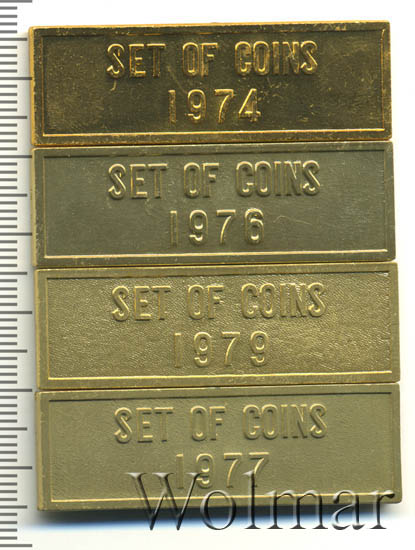 SET OF COINS
1974
SET OF COINS
1976
SET OF COINS
1979
SET OF COINS
1977
Wolmar